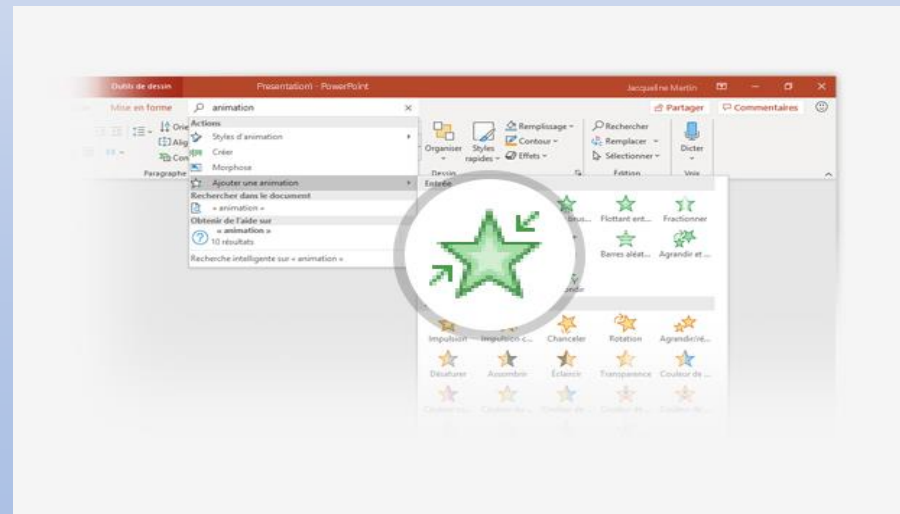 Outils de dessin Presentation1 - PowerPoint Jacqueline Martin
Mise en forme animation Partager Commentaires
Actions
Styles d'animation
Créer
Morphose
Ajouter une animation
Rechercher dans le document
« animation »
Obtenir de l'aide sur
« animation »
10 résultats
Recherche intelligente sur « animation »
Paragraphe
Organiser
Styles rapides
Remplissage
Contour
Effets
Dessin
Rechercher
Remplacer
Sélectionner
Edition
Dicter
Voix
Entrée
Flottant ent... Fractionner
Barres aléat... Agrandir et ...
Impulsion Impulsion c... Chanceler Rotation Agrandir/ré...
Désaturer Assombrir Éclaircir Transparence Couleur de ...